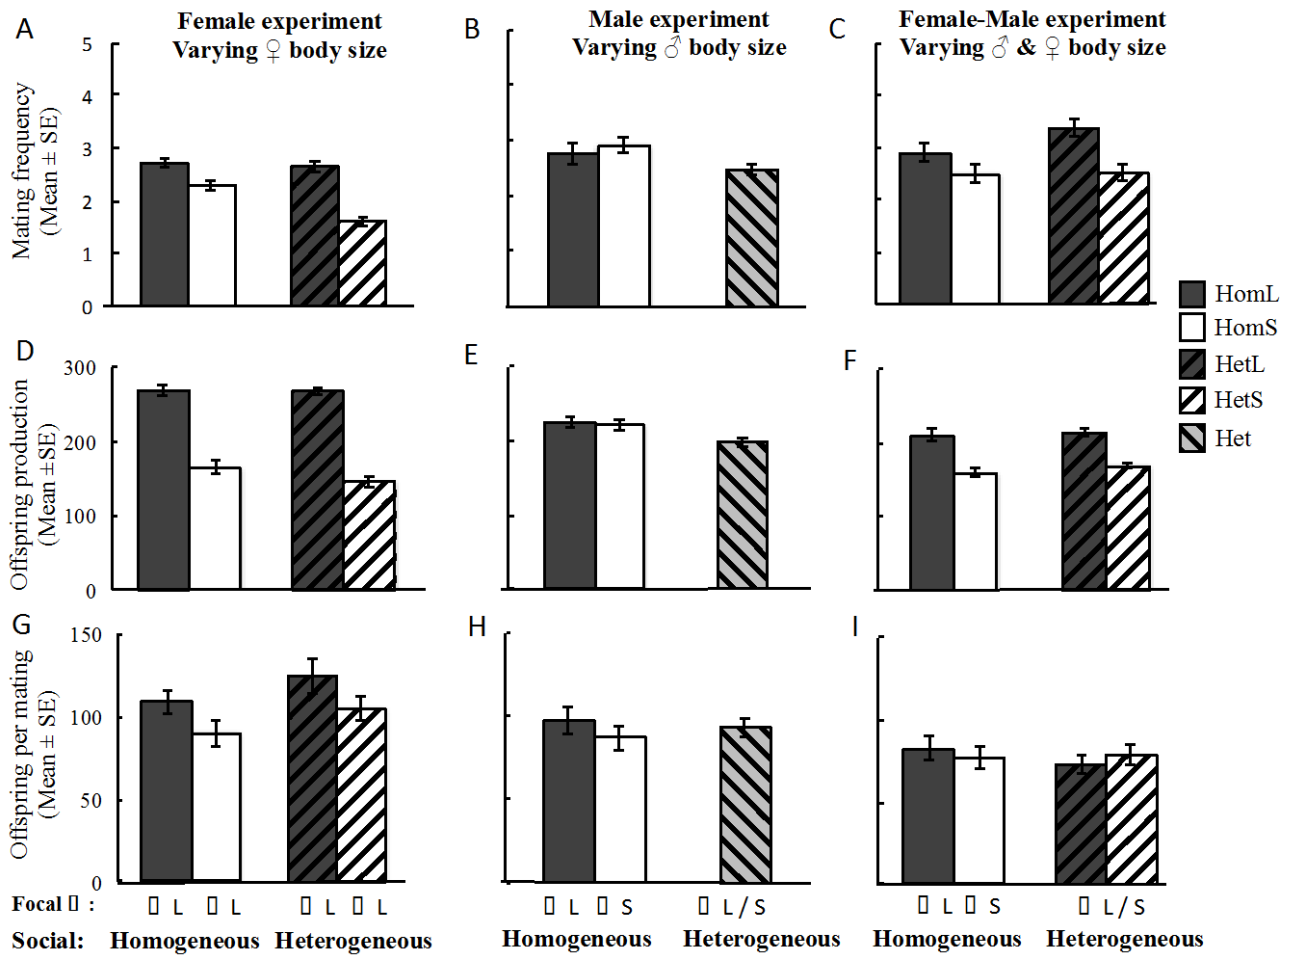 A
Female experiment
Varying ♀ body size
B
Male experiment
Varying ♂ body size
C
Female-Male experiment
Varying ♂ & ♀ body size
Mating frequency
(Mean ± SE)
5
4
3
2
1
0
HomL
HomS
HetL
HetS
Het
D
E
F
Offspring production
(Mean ±SE)
300
200
100
0
G
H
I
Offspring per mating
(Mean ± SE)
150
100
50
0
Focal ▯ : ▯ L ▯ L ▯ L ▯ L ▯ L ▯ S ▯ L / S ▯ L ▯ S ▯ L / S
Social: Homogeneous Heterogeneous Homogeneous Heterogeneous Homogeneous Heterogeneous